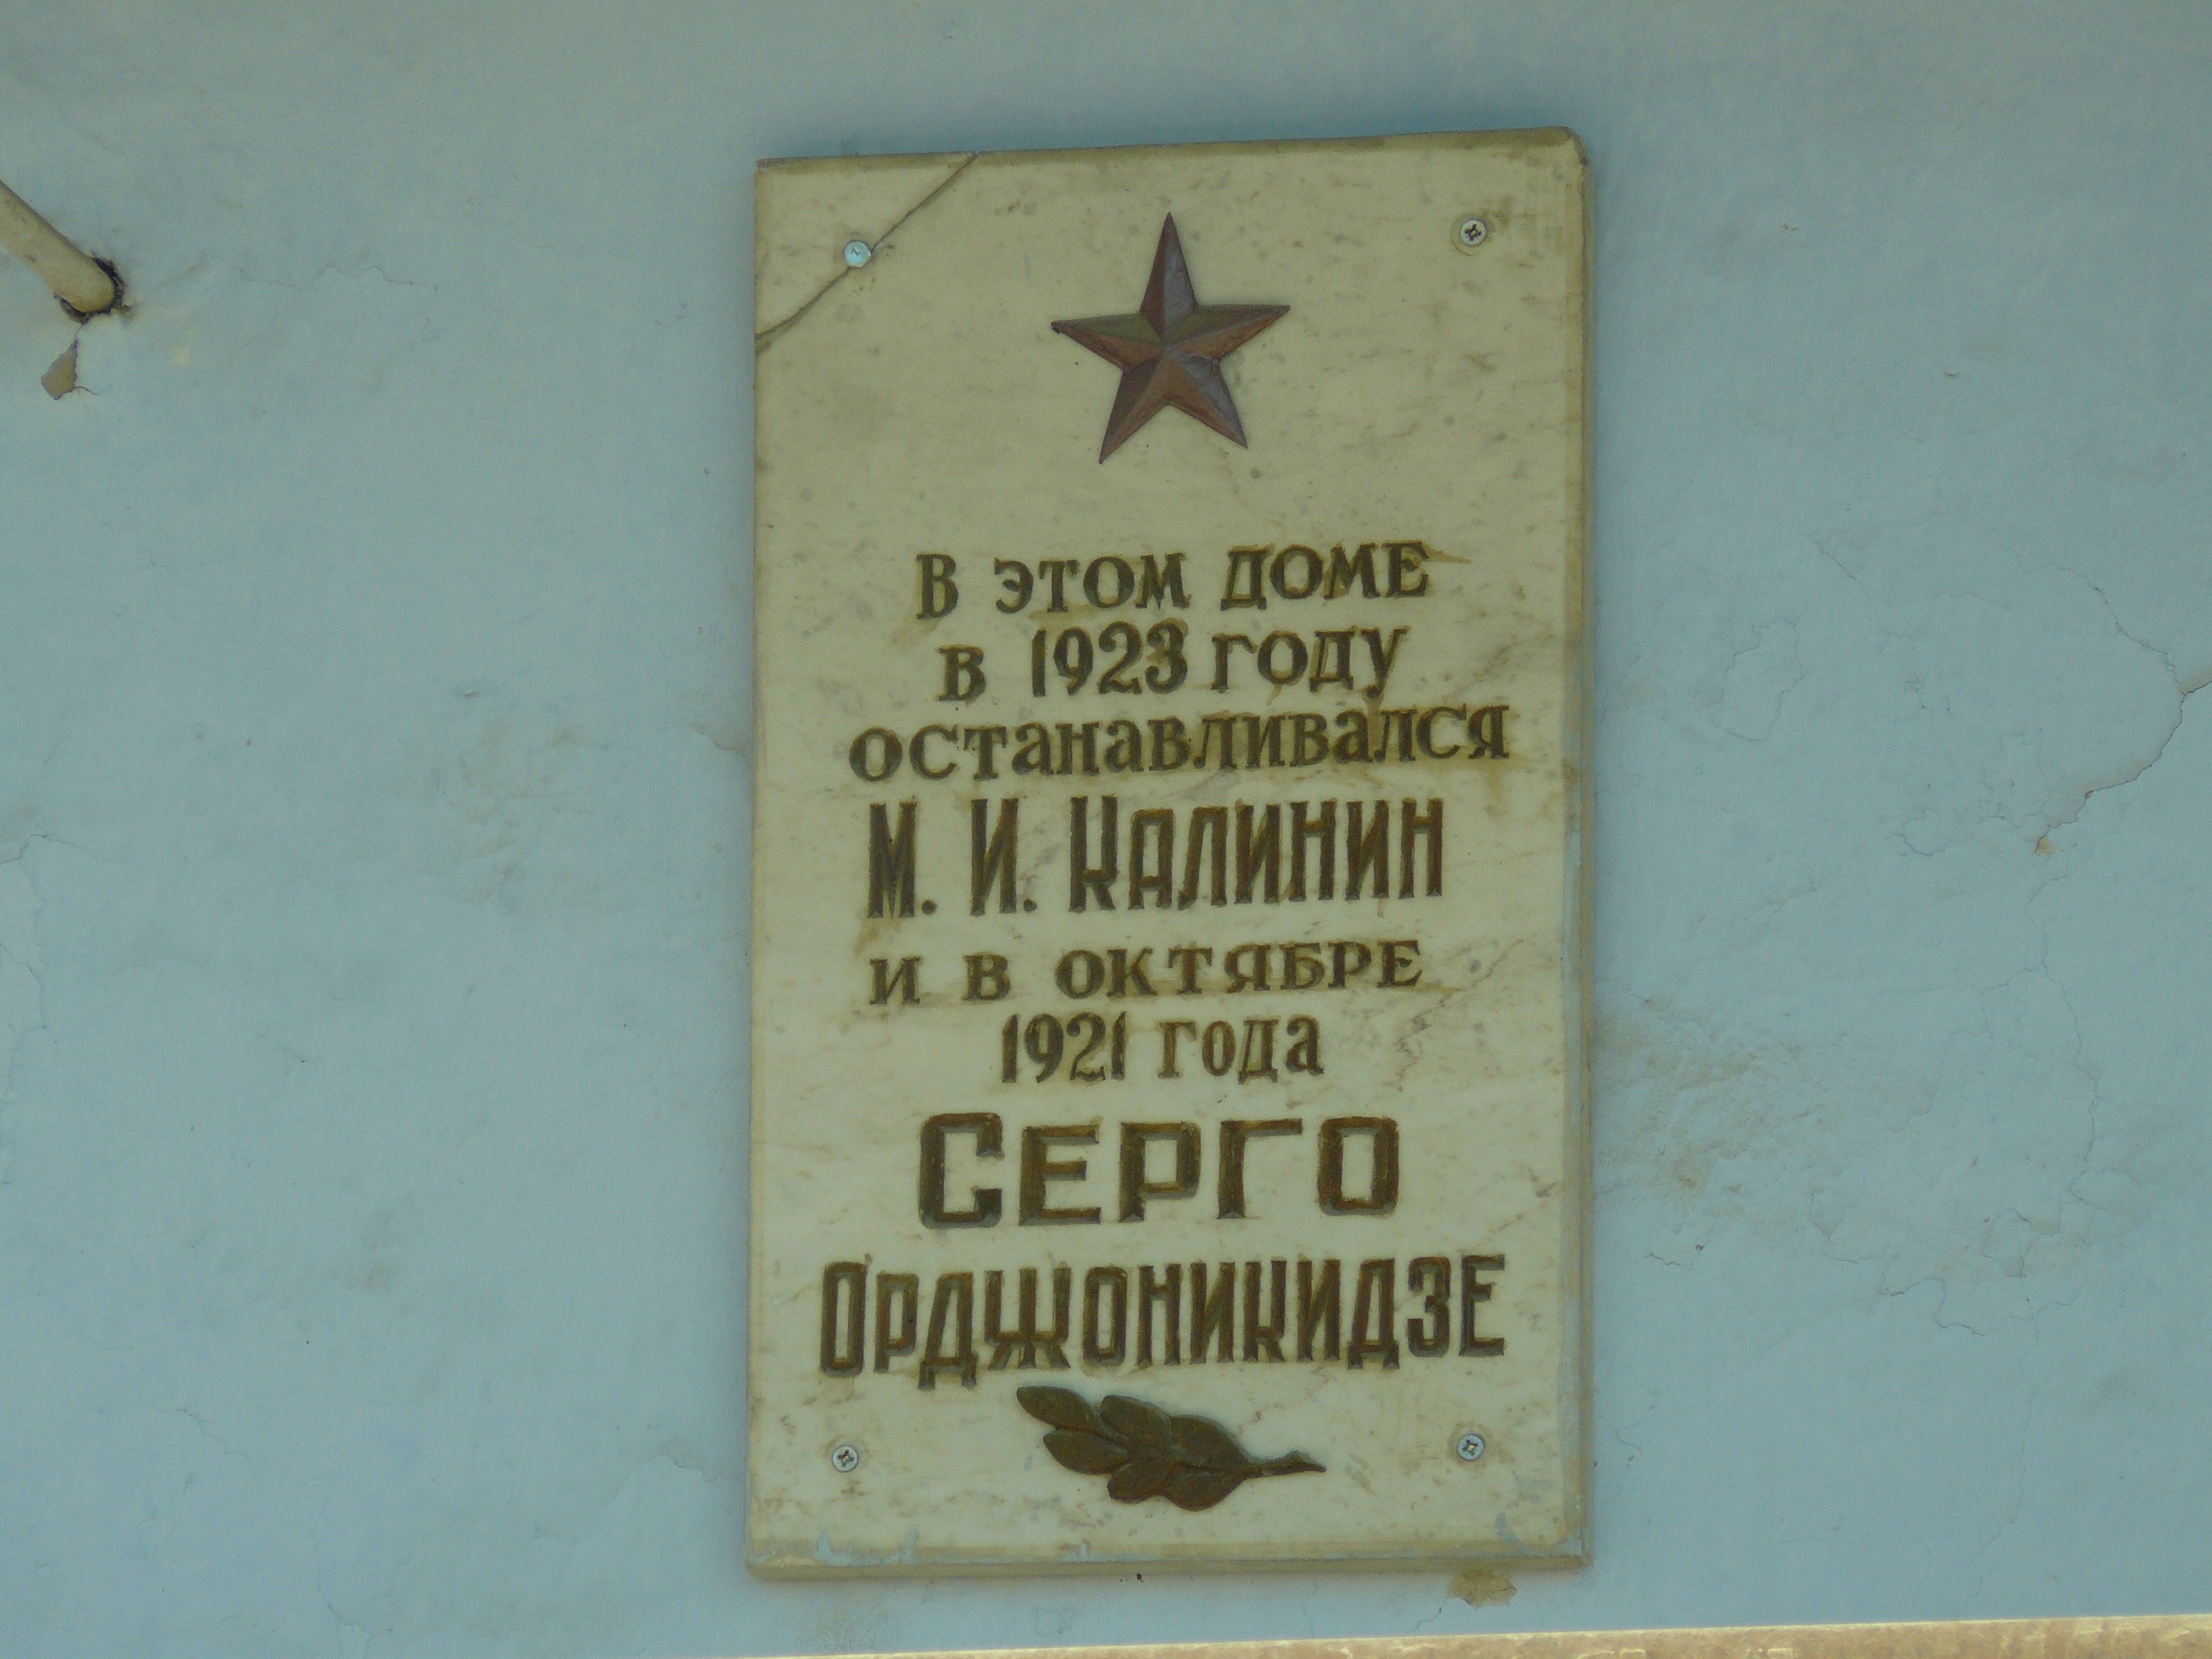 В ЭТОМ ДОМЕ
В 1923 ГОДУ
ОСТАНАВЛИВАЛСЯ
М. И. КАЛИНИН
И В ОКТЯБРЕ
1921 ГОДА
СЕРГО
ОРДЖОНИКИДЗЕ